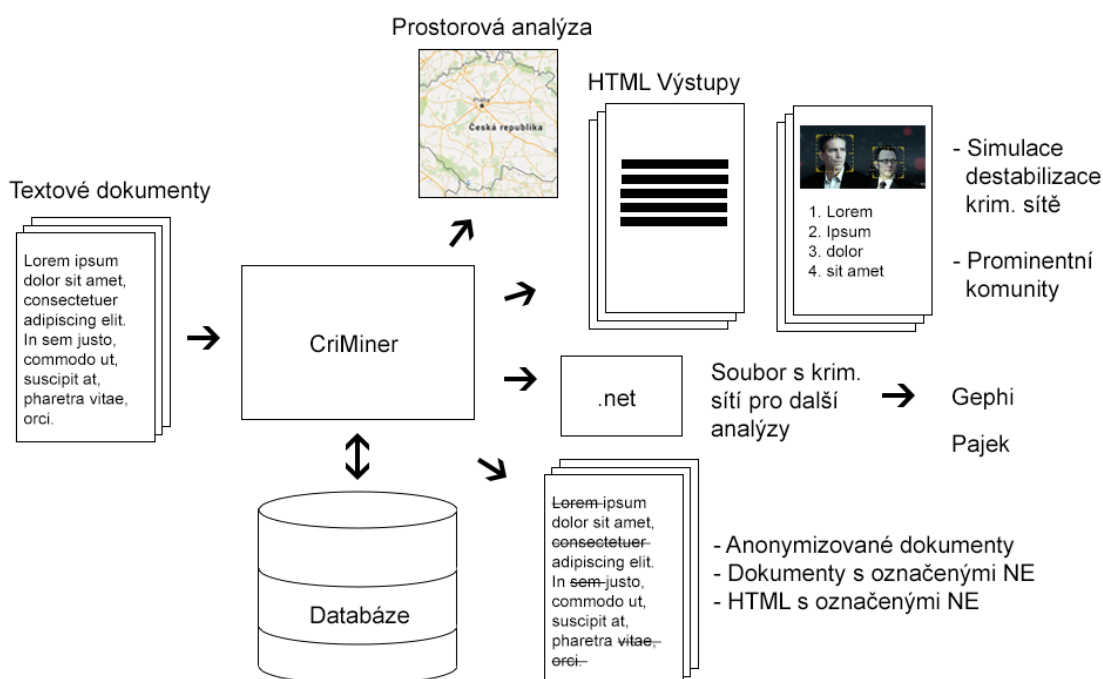 Prostorová analýza
Praha
Česká republika
HTML Výstupy
1. Lorem
2. Ipsum
3. dolor
4. sit amet
- Simulace
destabilizace
krim. sítě
- Prominentní
komunity
Textové dokumenty
Lorem ipsum
dolor sit amet,
consectetuer
adipiscing elit.
In sem justo,
commodo ut,
suscipit at,
pharetra vitae,
orci.
CriMiner
.net
Soubor s krim.
sítí pro další
analýzy
Gephi
Pajek
Databáze
Lorem ipsum
dolor sit amet,
consectetuer
adipiscing elit.
In sem justo,
commodo ut,
suscipit at,
pharetra vitae,
orci.
- Anonymizované dokumenty
- Dokumenty s označenými NE
- HTML s označenými NE